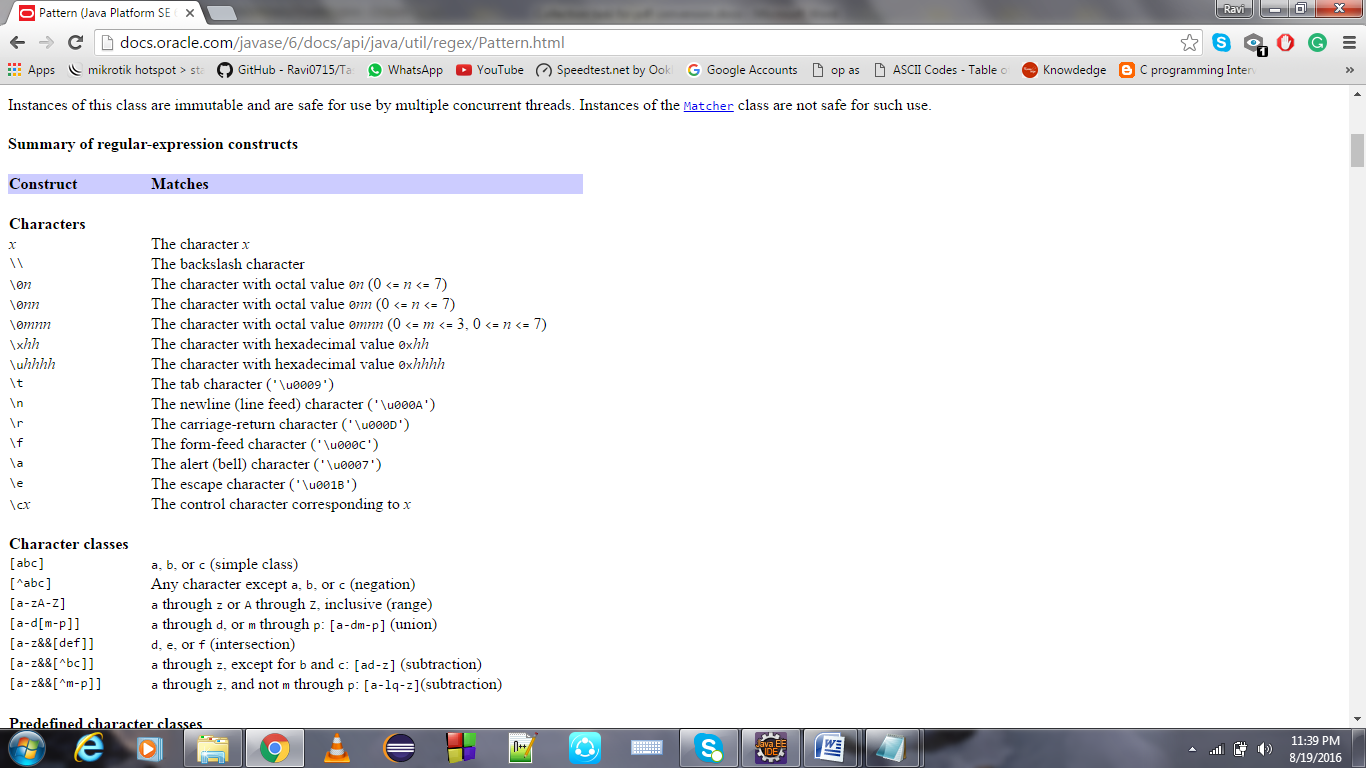 Pattern (Java Platform SE
Ravi
docs.oracle.com/javase/6/docs/api/java/util/regex/Pattern.html
1
Apps mikrotik hotspot > sta GitHub - Ravi0715/Ta WhatsApp YouTube Speedtest.net by Ook Google Accounts op as ASCII Codes - Table o Knowdedge C programming Inter »
Instances of this class are immutable and are safe for use by multiple concurrent threads. Instances of the Matcher class are not safe for such use.
Summary of regular-expression constructs
Construct Matches
Characters
x The character x
\\ The backslash character
\0n The character with octal value 0n (0 <= n <= 7)
\0nn The character with octal value 0nn (0 <= n <= 7)
\0mnn The character with octal value 0mnn (0 <= m <= 3, 0 <= n <= 7)
\xhh The character with hexadecimal value 0xhh
\uhhhh The character with hexadecimal value 0xhhhh
\t The tab character ('\u0009')
\n The newline (line feed) character ('\u000A')
\r The carriage-return character ('\u000D')
\f The form-feed character ('\u000C')
\a The alert (bell) character ('\u0007')
\e The escape character ('\u001B')
\cx The control character corresponding to x
Character classes
[abc] a, b, or c (simple class)
[^abc] Any character except a, b, or c (negation)
[a-zA-Z] a through z or A through Z, inclusive (range)
[a-d[m-p]] a through d, or m through p: [a-dm-p] (union)
[a-z&&[def]] d, e, or f (intersection)
[a-z&&[^bc]] a through z, except for b and c: [ad-z] (subtraction)
[a-z&&[^m-p]] a through z, and not m through p: [a-lq-z](subtraction)
Predefined character classes
Java EE
IDE
11:39 PM
8/19/2016